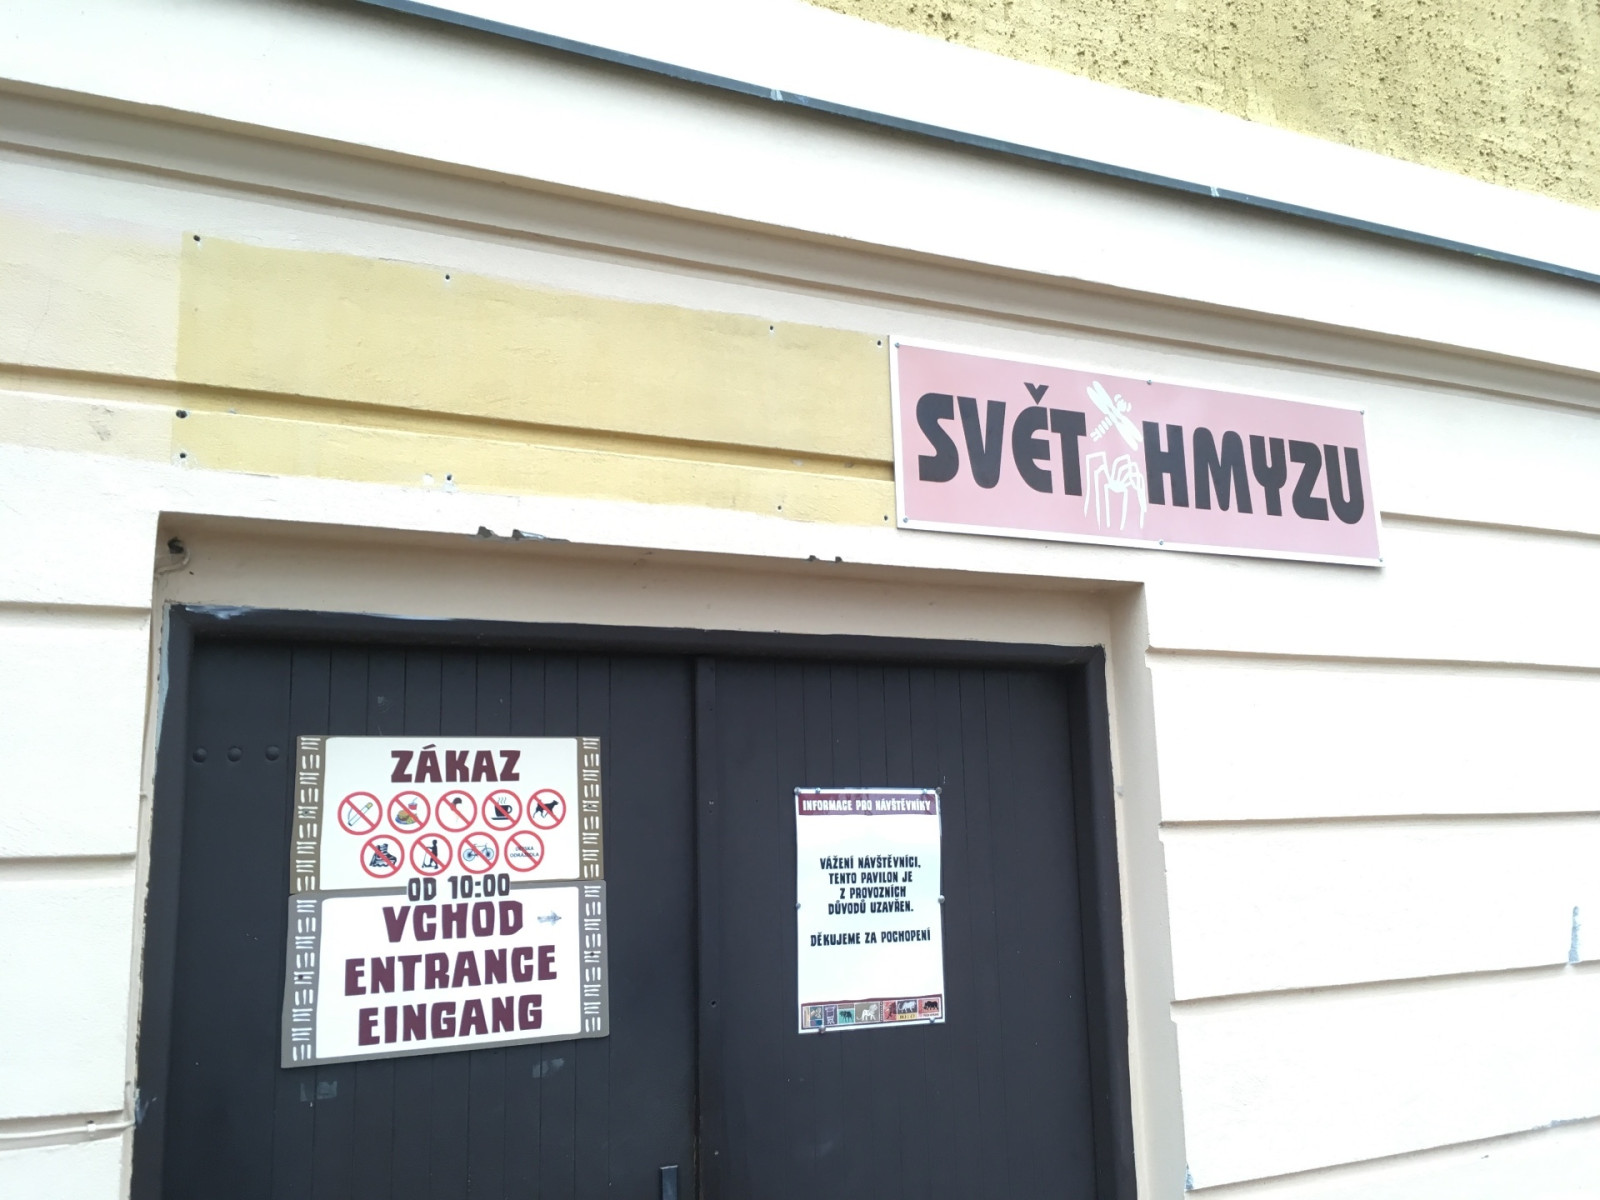 SVĚT HMYZU
ZÁKAZ
OD 10:00
VCHOD
ENTRANCE
EINGANG
INFORMACE PRO NÁVŠTĚVNÍKY
VÁŽENÍ NÁVŠTĚVNÍCI,
TENTO PAVILON JE
Z PROVOZNÍCH
DŮVODŮ UZAVŘEN.
DĚKUJEME ZA POCHOPENÍ